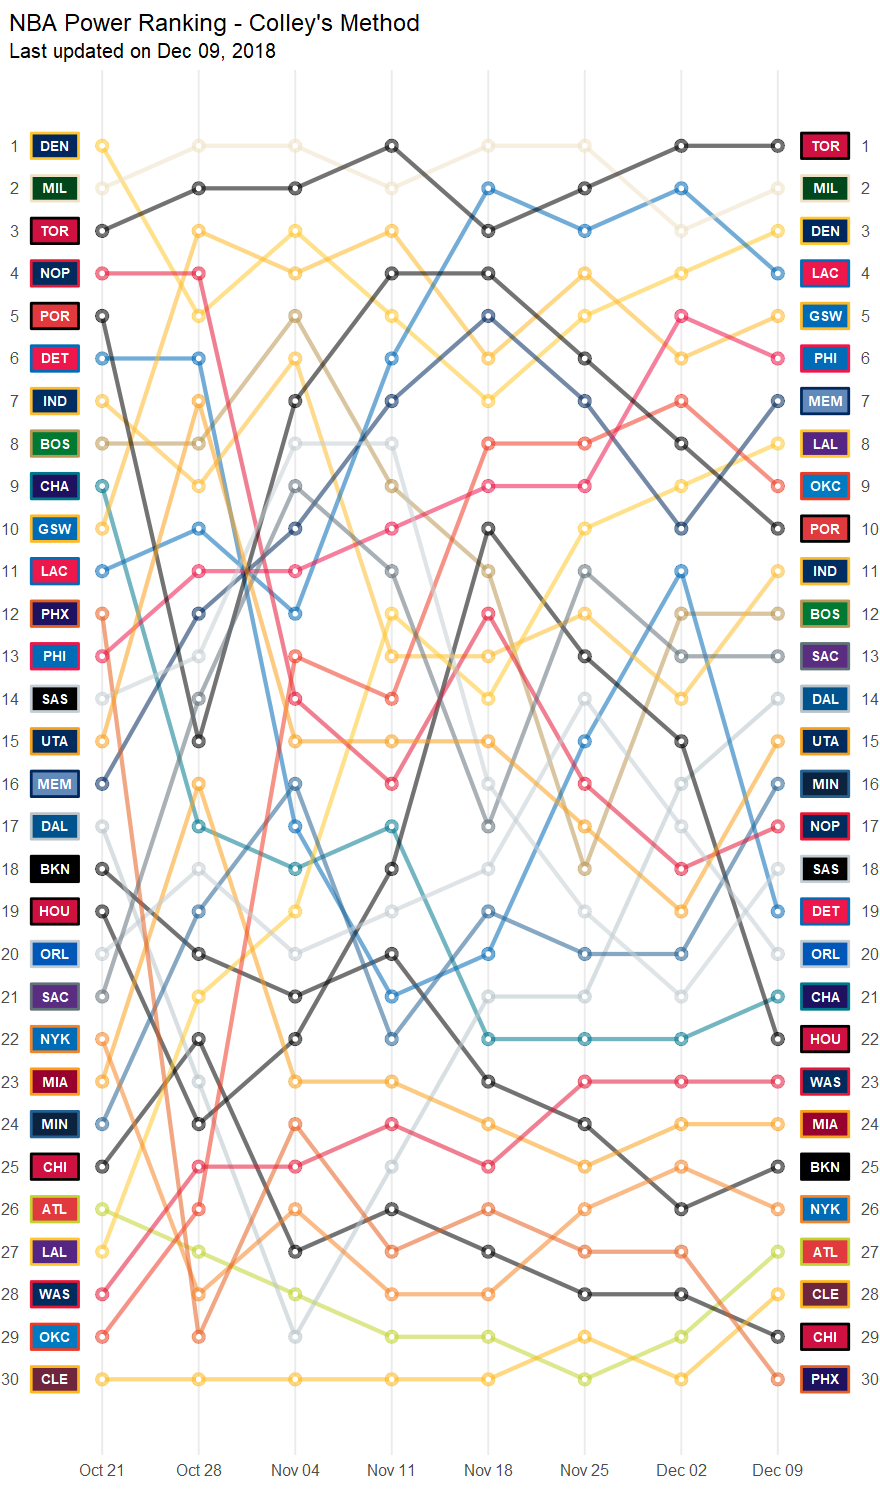 NBA Power Ranking - Colley's Method
Last updated on Dec 09, 2018
1 DEN TOR 1
2 MIL MIL 2
3 TOR DEN 3
4 NOP LAC 4
5 POR GSW 5
6 DET PHI 6
7 IND MEM 7
8 BOS LAL 8
9 CHA OKC 9
10 GSW POR 10
11 LAC IND 11
12 PHX BOS 12
13 PHI SAC 13
14 SAS DAL 14
15 UTA UTA 15
16 MEM MIN 16
17 DAL NOP 17
18 BKN SAS 18
19 HOU DET 19
20 ORL ORL 20
21 SAC CHA 21
22 NYK HOU 22
23 MIA WAS 23
24 MIN MIA 24
25 CHI BKN 25
26 ATL NYK 26
27 LAL ATL 27
28 WAS CLE 28
29 OKC CHI 29
30 CLE PHX 30
Oct 21 Oct 28 Nov 04 Nov 11 Nov 18 Nov 25 Dec 02 Dec 09